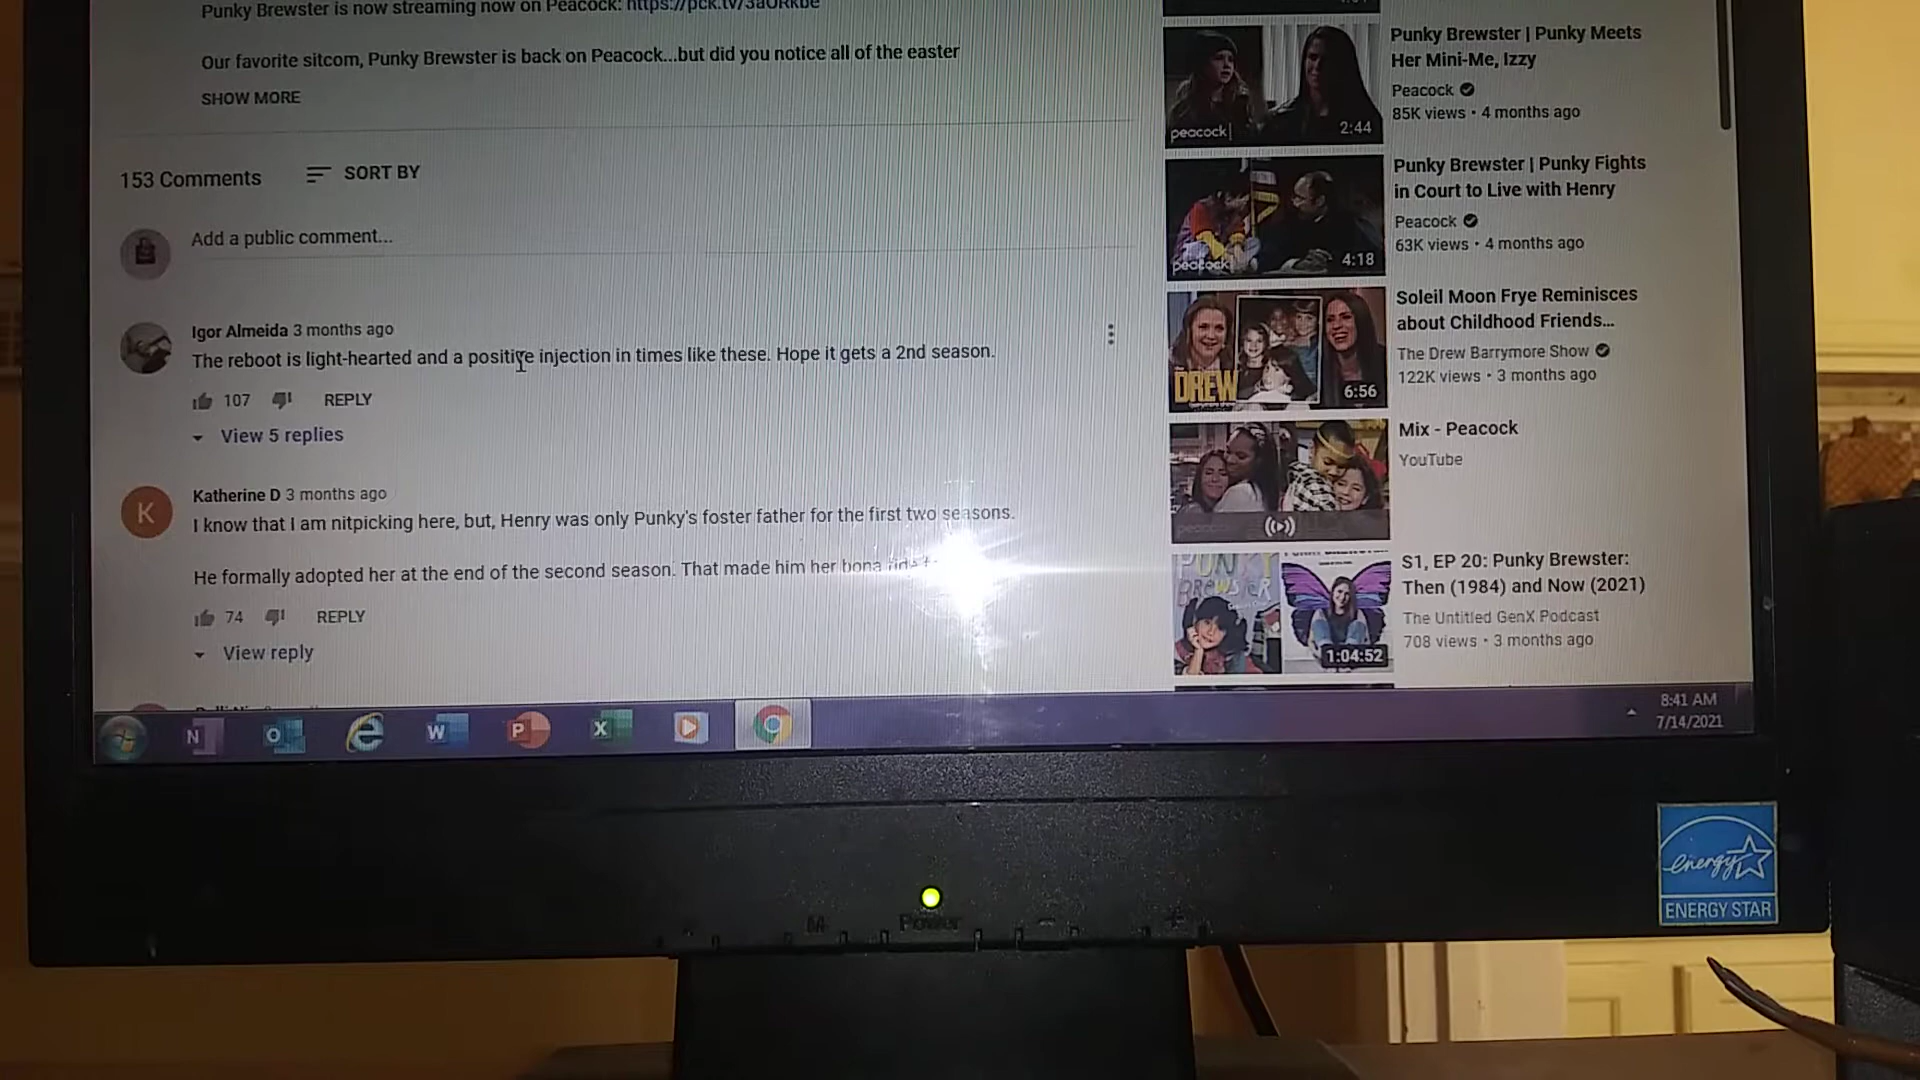 Punky Brewster is now streaming now on Peacock: https://pck.tv/3aORkbe
Our favorite sitcom, Punky Brewster is back on Peacock...but did you notice all of the easter
SHOW MORE
153 Comments
SORT BY
Add a public comment...
Igor Almeida 3 months ago
The reboot is light-hearted and a positive injection in times like these. Hope it gets a 2nd season.
107
REPLY
View 5 replies
K
Katherine D 3 months ago
I know that I am nitpicking here, but, Henry was only Punky's foster father for the first two seasons.
He formally adopted her at the end of the second season. That made him her bona
74
REPLY
View reply
Punky Brewster | Punky Meets
Her Mini-Me, Izzy
Peacock
85K views • 4 months ago
peacock
2:44
Punky Brewster | Punky Fights
in Court to Live with Henry
Peacock
63K views • 4 months ago
peacock
4:18
Soleil Moon Frye Reminisces
about Childhood Friends...
The Drew Barrymore Show
122K views • 3 months ago
DREW
6:56
Mix - Peacock
YouTube
S1, EP 20: Punky Brewster:
Then (1984) and Now (2021)
The Untitled GenX Podcast
708 views • 3 months ago
PUNKY
BREWSTER
1:04:52
N
O
W
P
X
8:41 AM
7/14/2021
M
Power
energy
ENERGY STAR